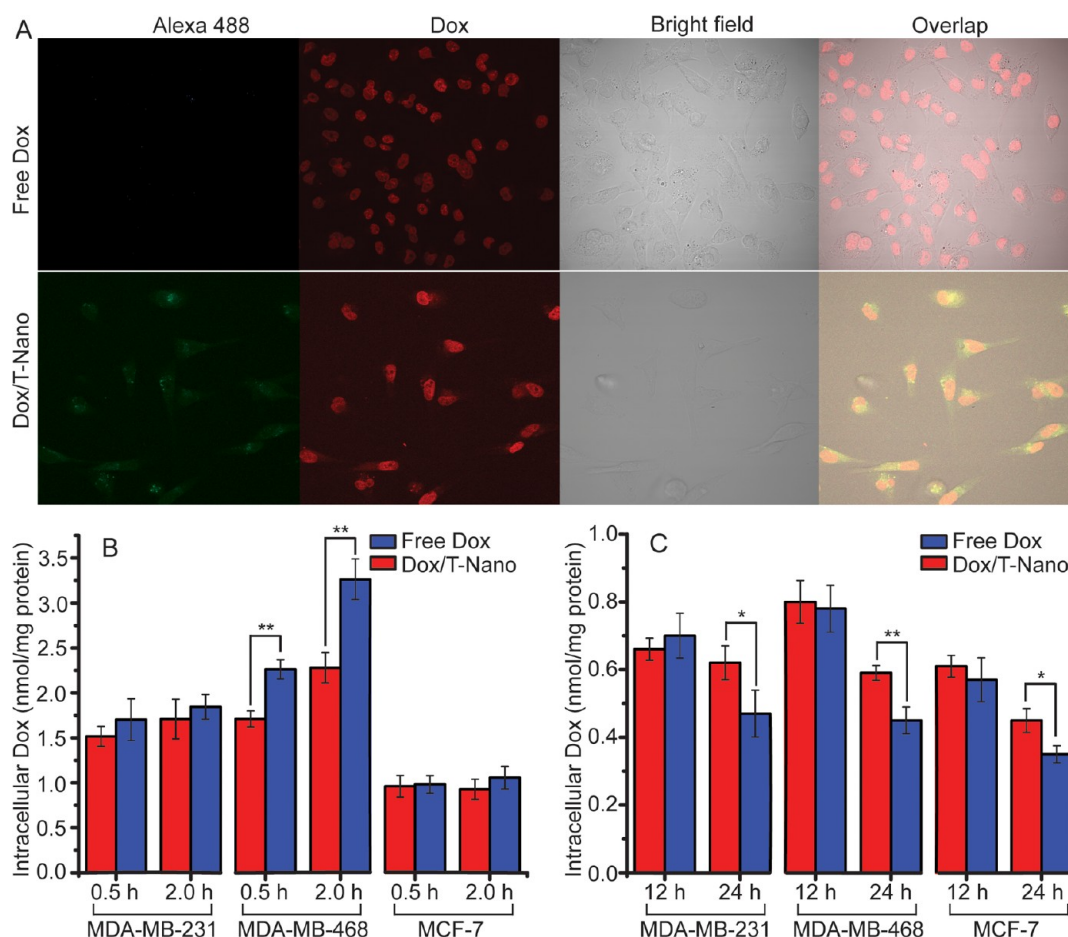 A
Alexa 488 Dox Bright field Overlap
Free Dox
Dox/T-Nano
B
Free Dox
Dox/T-Nano
**
**
Intracellular Dox (nmol/mg protein)
3.5
3.0
2.5
2.0
1.5
1.0
0.5
0.0
0.5 h 2.0 h 0.5 h 2.0 h 0.5 h 2.0 h
MDA-MB-231 MDA-MB-468 MCF-7
C
Free Dox
Dox/T-Nano
*
**
*
Intracellular Dox (nmol/mg protein)
1.0
0.8
0.6
0.4
0.2
0.0
12 h 24 h 12 h 24 h 12 h 24 h
MDA-MB-231 MDA-MB-468 MCF-7